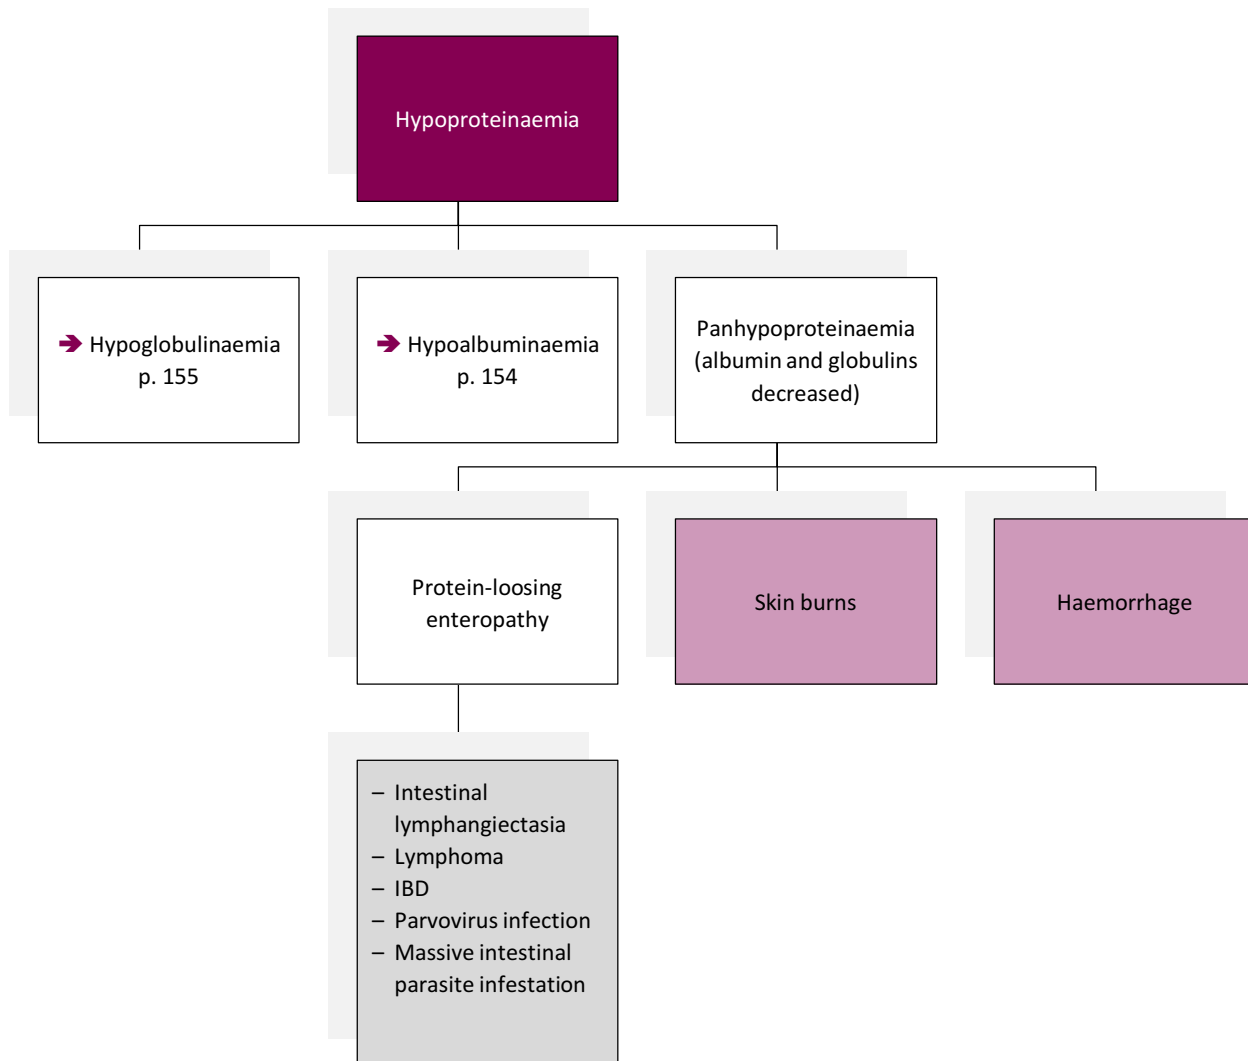 Hypoproteinaemia
➔ Hypoglobulinaemia
p. 155
➔ Hypoalbuminaemia
p. 154
Panhypoproteinaemia
(albumin and globulins
decreased)
Protein-loosing
enteropathy
Skin burns
Haemorrhage
– Intestinal
lymphangiectasia
– Lymphoma
– IBD
– Parvovirus infection
– Massive intestinal
parasite infestation